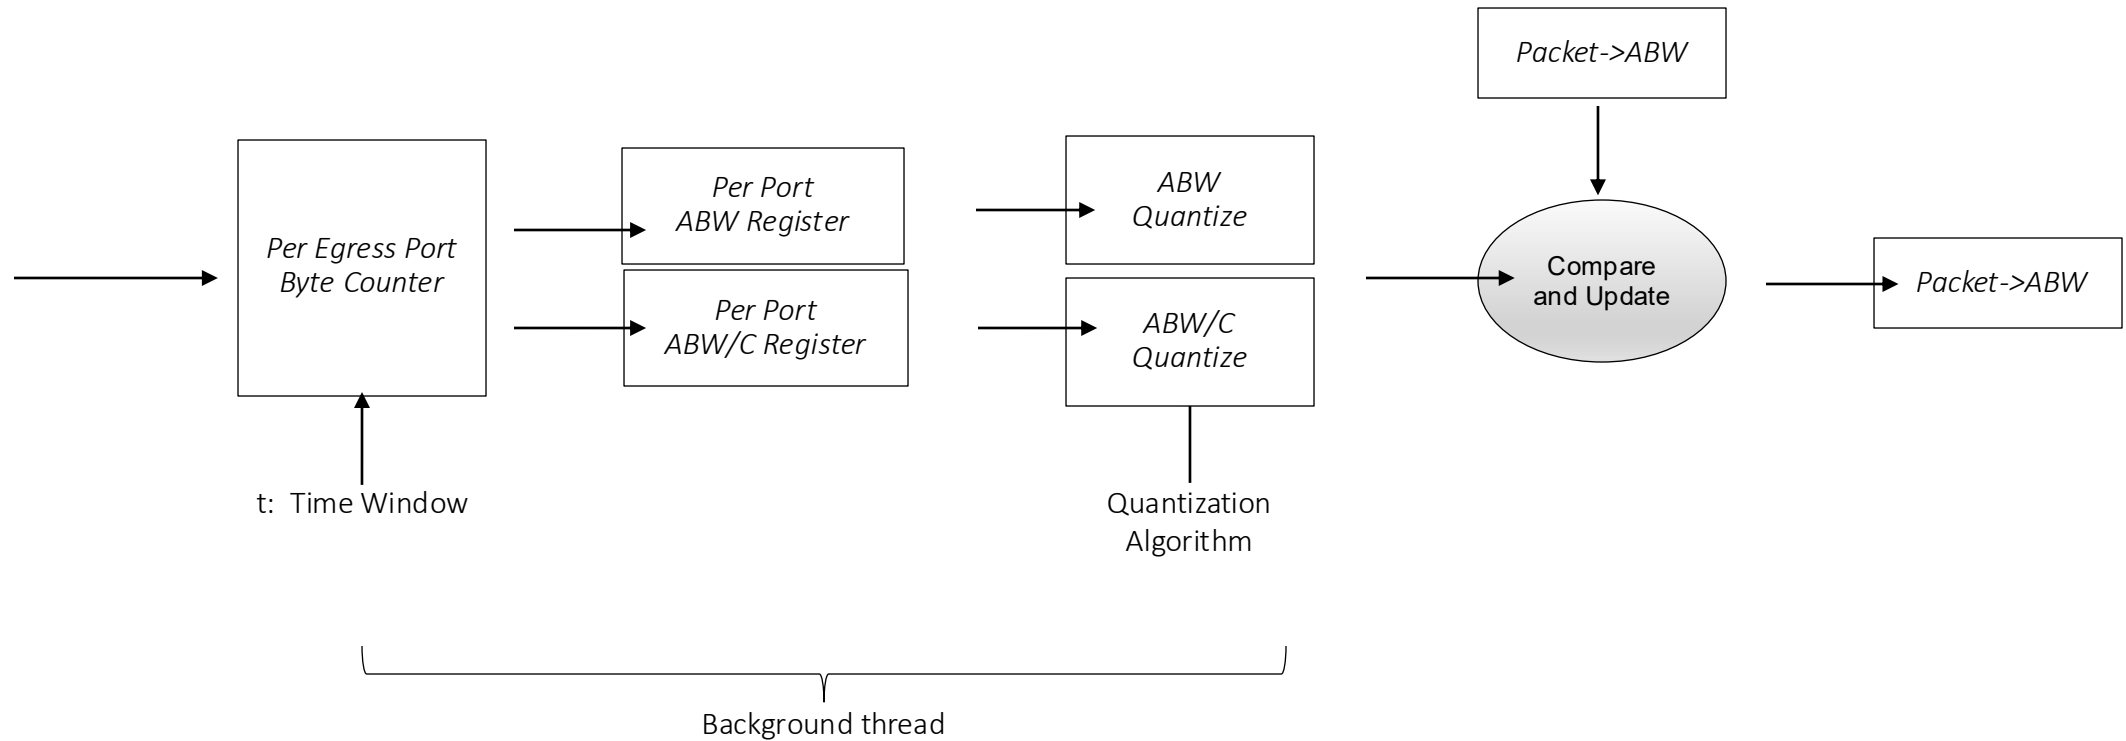 Packet->ABW
Per Egress Port
Byte Counter
Per Port
ABW Register
Per Port
ABW/C Register
ABW
Quantize
ABW/C
Quantize
Compare
and Update
Packet->ABW
t:  Time Window
Quantization
Algorithm
Background thread